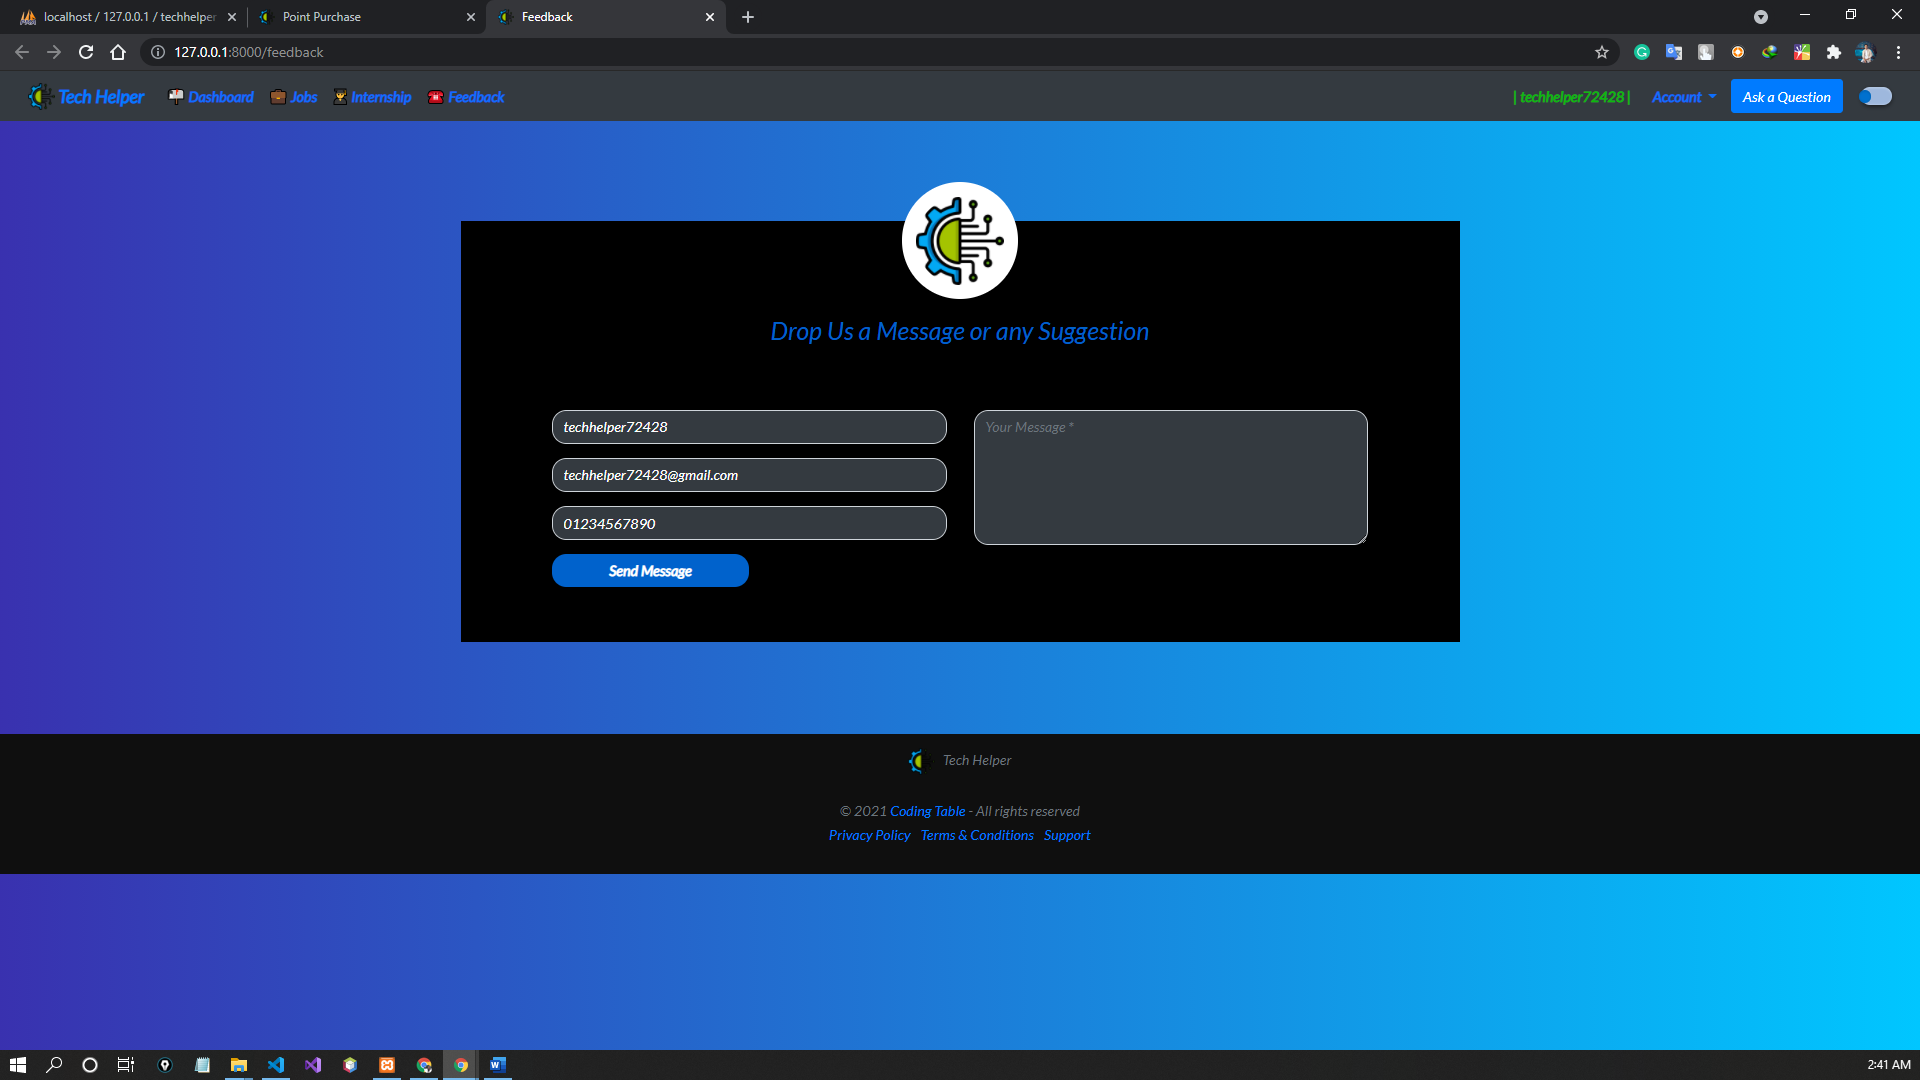 localhost / 127.0.0.1 / techhelper
Point Purchase
Feedback
127.0.0.1:8000/feedback
Tech Helper
Dashboard
Jobs
Internship
Feedback
| techhelper72428 |
Account
Ask a Question
Drop Us a Message or any Suggestion
techhelper72428
Your Message *
techhelper72428@gmail.com
01234567890
Send Message
Tech Helper
© 2021 Coding Table - All rights reserved
Privacy Policy Terms & Conditions Support
2:41 AM